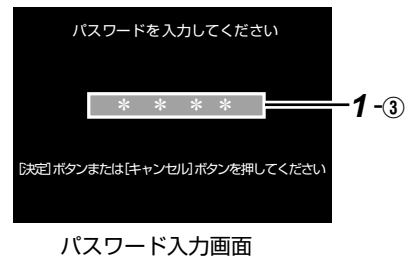 パスワードを入力してください
＊ ＊ ＊ ＊
1-③
[決定]ボタンまたは[キャンセル]ボタンを押してください
パスワード入力画面